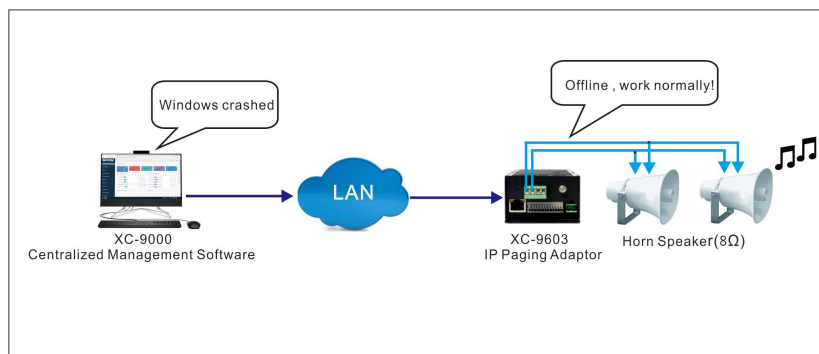 Windows crashed
Offline , work normally!
LAN
XC-9000
Centralized Management Software
XC-9603
IP Paging Adaptor
Horn Speaker(8Ω)